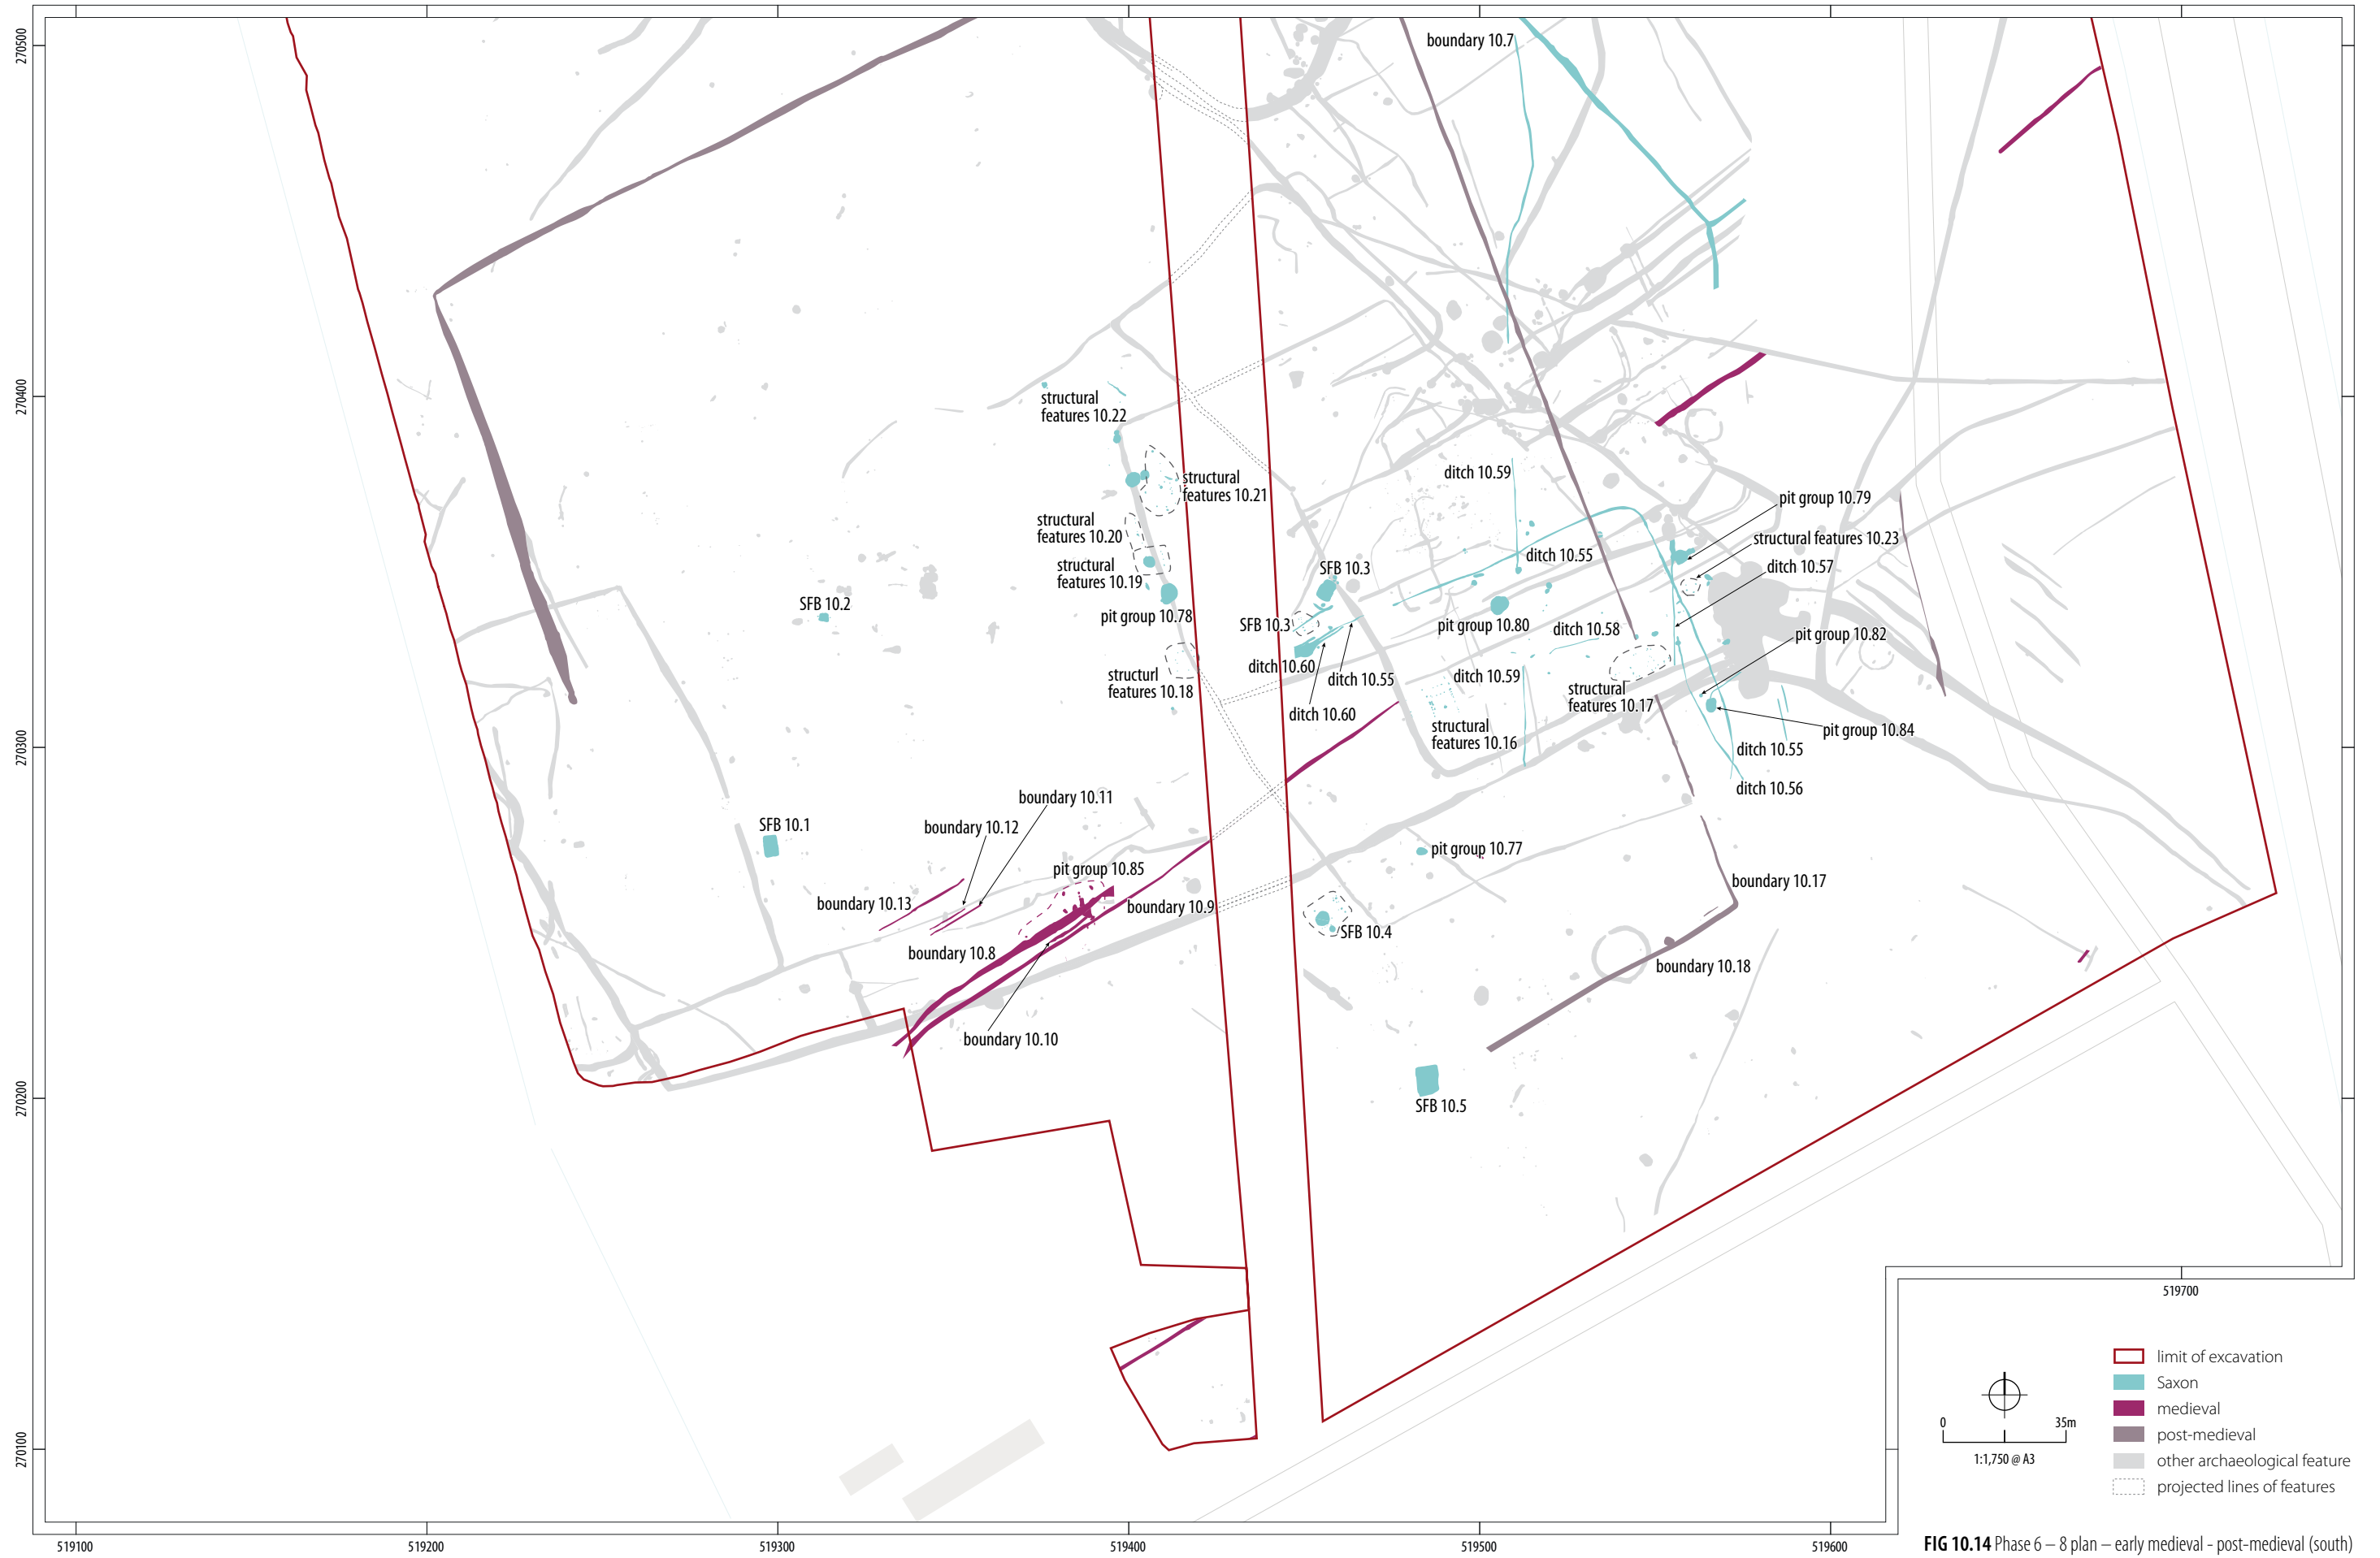 270500
270400
270300
270200
270100
boundary 10.7
structural
features 10.22
structural
features 10.21
ditch 10.59
pit group 10.79
structural
features 10.20
structural features 10.23
ditch 10.55
ditch 10.57
structural
features 10.19
SFB 10.3
SFB 10.2
pit group 10.78
SFB 10.3
pit group 10.80
ditch 10.58
pit group 10.82
ditch 10.60
ditch 10.55
ditch 10.59
structurl
features 10.18
structural
features 10.17
ditch 10.60
structural
features 10.16
pit group 10.84
ditch 10.55
ditch 10.56
boundary 10.11
SFB 10.1
boundary 10.12
pit group 10.77
pit group 10.85
boundary 10.17
boundary 10.13
boundary 10.9
SFB 10.4
boundary 10.8
boundary 10.18
boundary 10.10
SFB 10.5
519700
limit of excavation
Saxon
medieval
post-medieval
other archaeological feature
projected lines of features
0 35m
1:1,750 @ A3
519100 519200 519300 519400 519500 519600
FIG 10.14 Phase 6 – 8 plan – early medieval - post-medieval (south)